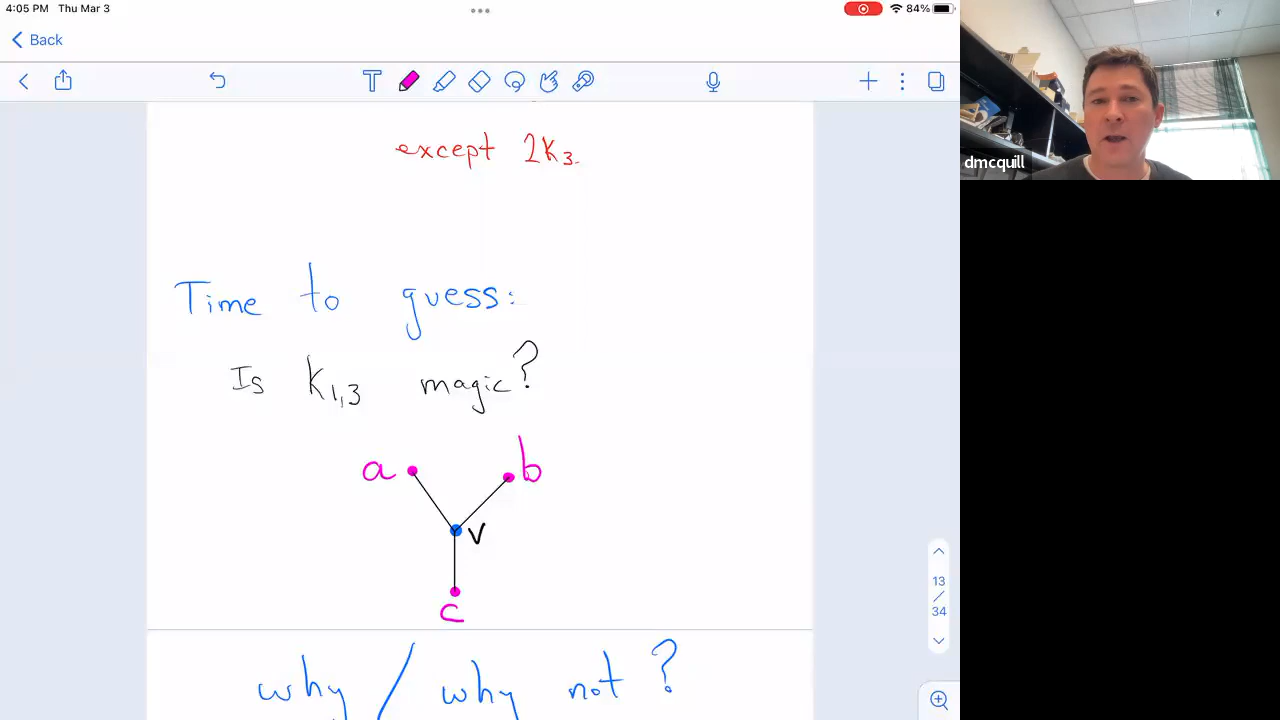 4:05 PM Thu Mar 3
84%
Back
T
except 2K3.
Time to guess:
Is K1,3 magic?
a
b
v
c
why / why not?
13
/
34
dmcquill